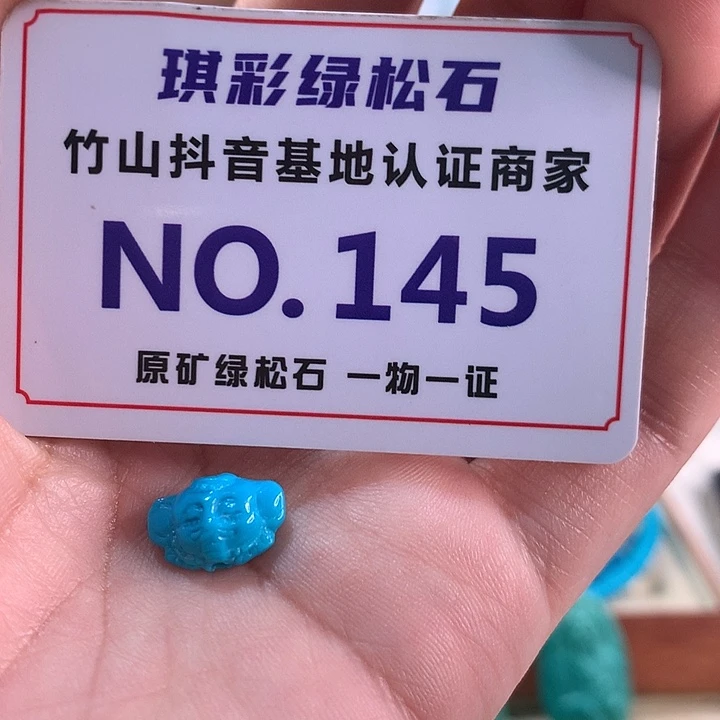 琪彩绿松石
竹山抖音基地认证商家
NO.145
原矿绿松石 一物一证